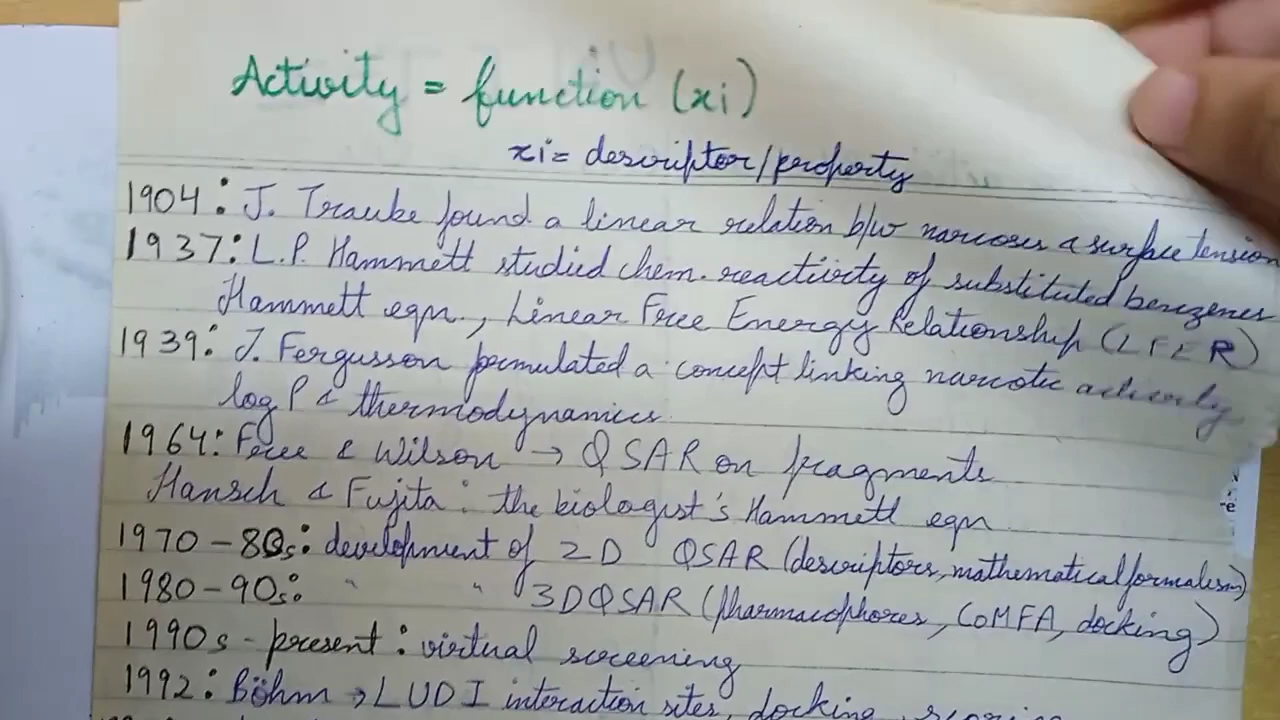 Activity = function (xi)
xi = descriptor/property
1904: J. Traube found a linear relation b/w narcoses & surface tension
1937: L.P. Hammett studied chem. reactivity of substituted benzenes
Hammett eqn., Linear Free Energy Relationship (LFER)
1939: J. Fergusson formulated a concept linking narcotic activity,
log P & thermodynamics
1964: Free & Wilson → QSAR on fragments
Hansch & Fujita: the biologist's Hammett eqn
1970-80s: development of 2D QSAR (descriptors, mathematical formalism)
1980-90s: " " 3D QSAR (pharmacophores, CoMFA, docking)
1990s - present: virtual screening
1992: Böhm → LUDI interaction sites, docking, scoring